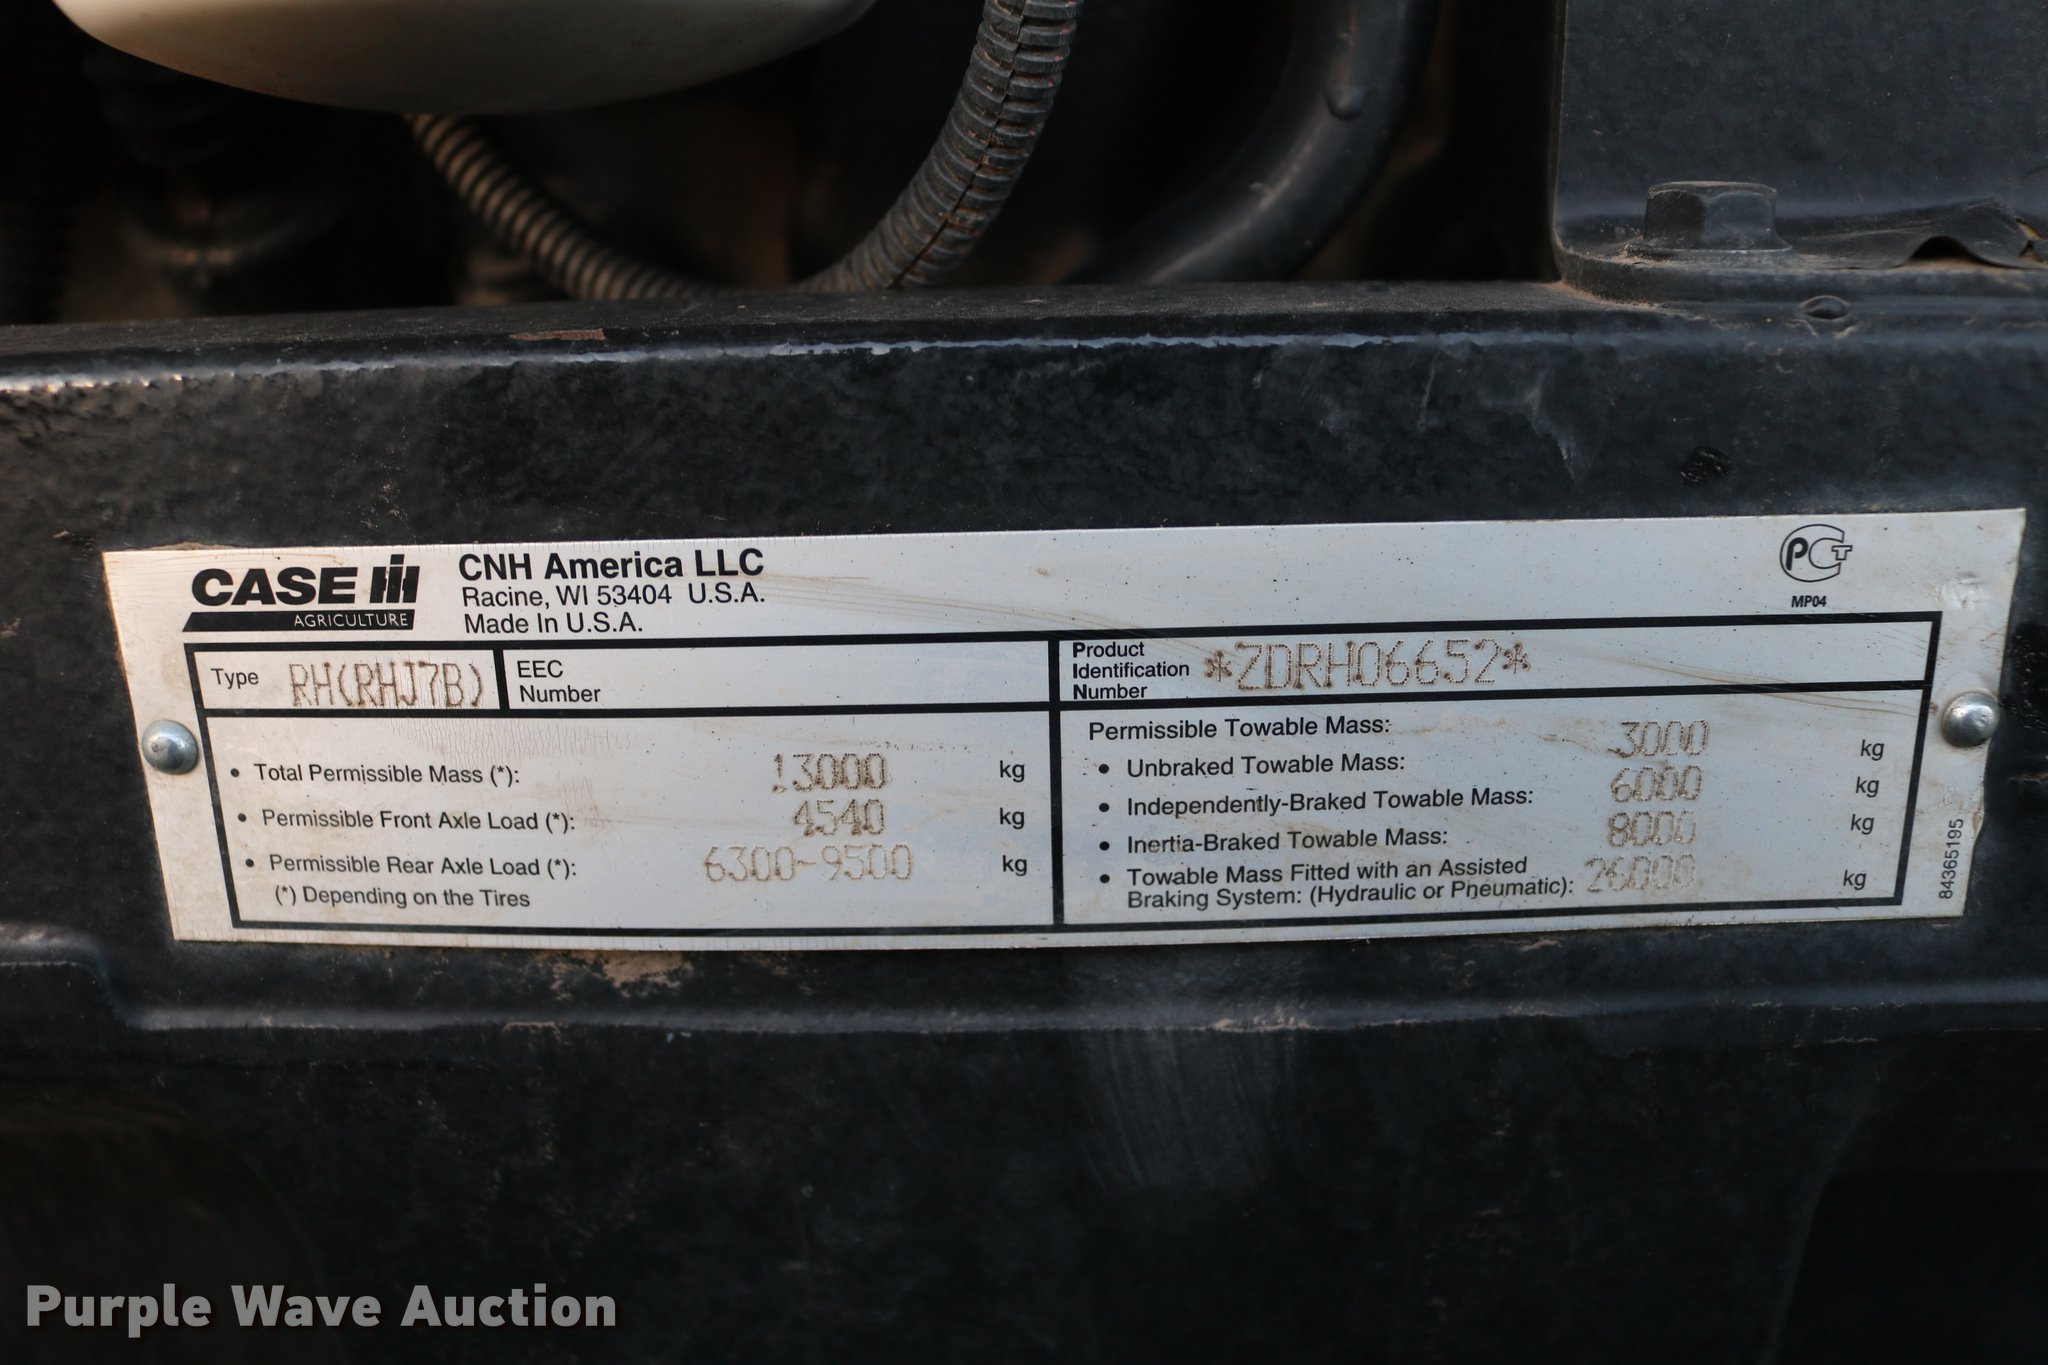 CASE IH
AGRICULTURE
CNH America LLC
Racine, WI 53404 U.S.A.
Made In U.S.A.
PCT
MP04
Type RH(RHJ7B)
EEC
Number
Product
Identification
Number
*ZDRH06652*
• Total Permissible Mass (*): 13000 kg
• Permissible Front Axle Load (*): 4540 kg
• Permissible Rear Axle Load (*): 6300-9500 kg
(*) Depending on the Tires
Permissible Towable Mass:
• Unbraked Towable Mass: 3000 kg
• Independently-Braked Towable Mass: 6000 kg
• Inertia-Braked Towable Mass: 8000 kg
• Towable Mass Fitted with an Assisted
Braking System: (Hydraulic or Pneumatic): 26000 kg
84365195
Purple Wave Auction